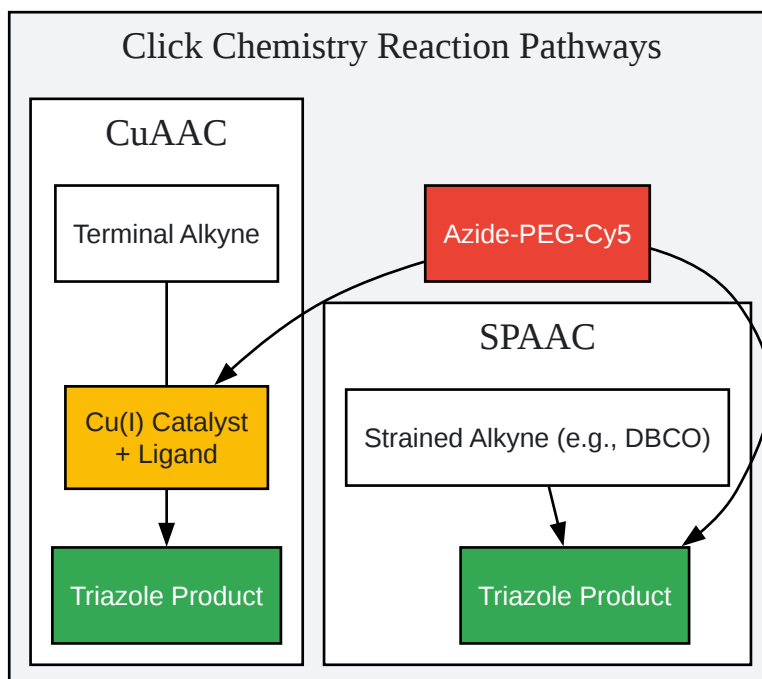 Click Chemistry Reaction Pathways
CuAAC
Terminal Alkyne
Azide-PEG-Cy5
SPAAC
Cu(I) Catalyst
+ Ligand
Strained Alkyne (e.g., DBCO)
Triazole Product
Triazole Product